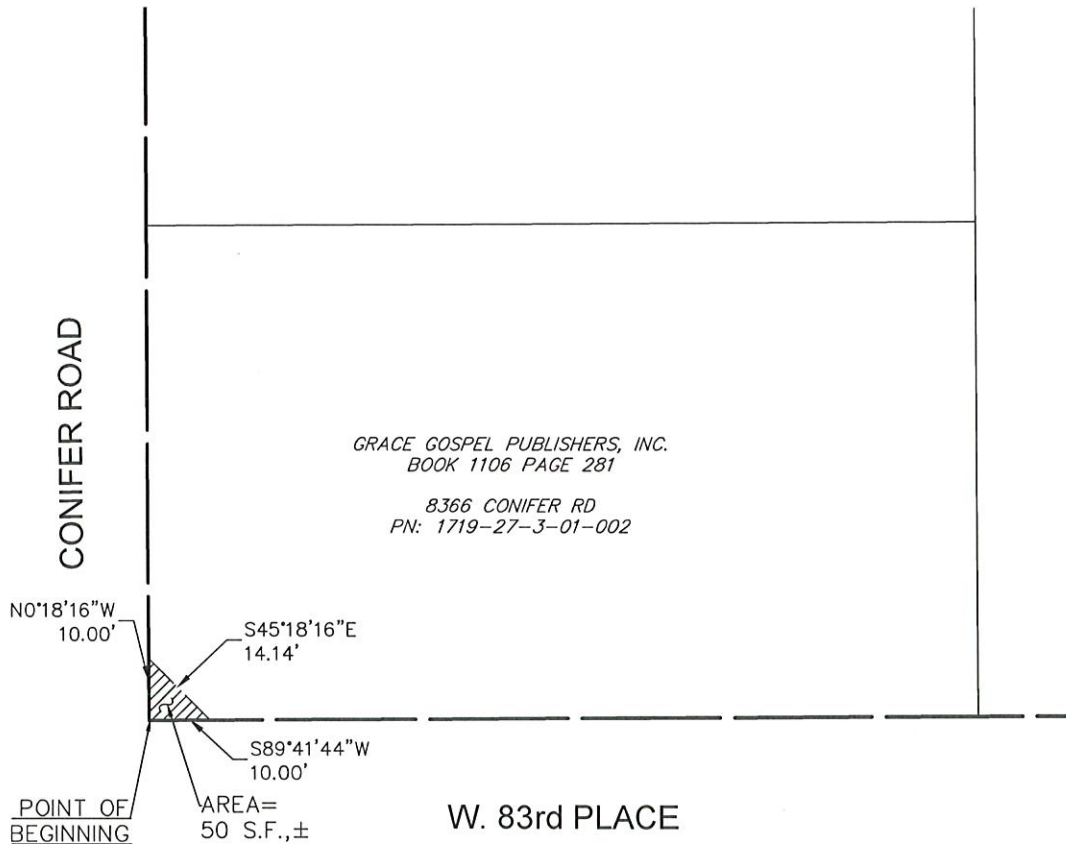 CONIFER ROAD
GRACE GOSPEL PUBLISHERS, INC.
BOOK 1106 PAGE 281
8366 CONIFER RD
PN: 1719-27-3-01-002
N0°18'16"W
10.00'
S45°18'16"E
14.14'
S89°41'44"W
10.00'
POINT OF
BEGINNING
AREA=
50 S.F.,±
W. 83rd PLACE